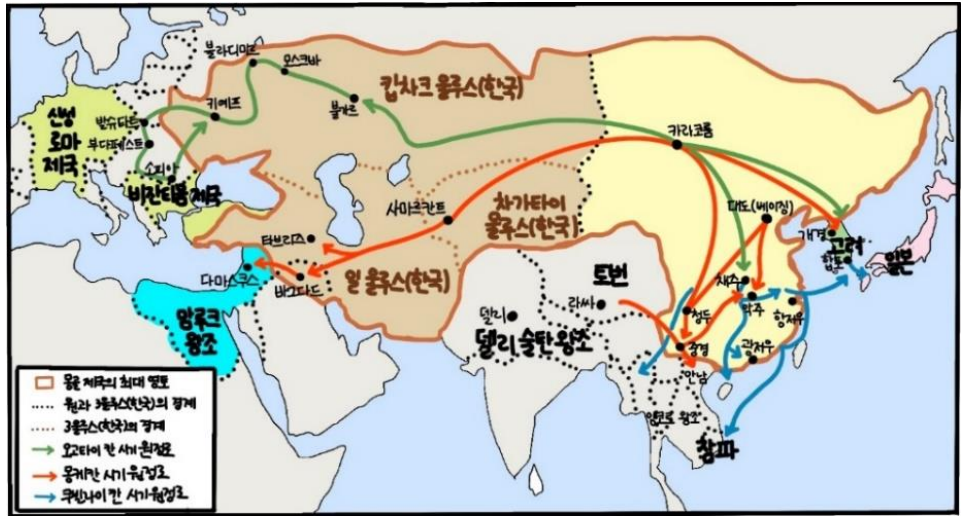 블라디미르
모스크바
킵차크 울루스(한국)
불가르
키예프
신성
로마
제국
발슈타트
부다페스트
소피아
비잔티움 제국
카라코룸
사마르칸트
차가타이
울루스(한국)
대도(베이징)
개경
고려
합포
일본
타브리즈
일 울루스(한국)
다마스쿠스
바그다드
맘루크
왕조
토번
라싸
델리
델리 술탄 왕조
청두
악주
항저우
광저우
중경
안남
참파
몽골 제국의 최대 영토
원과 3울루스(한국)의 경계
3울루스(한국)의 경계
오고타이 칸 시기 원정로
몽케칸 시기 원정로
쿠빌라이 칸 시기 원정로